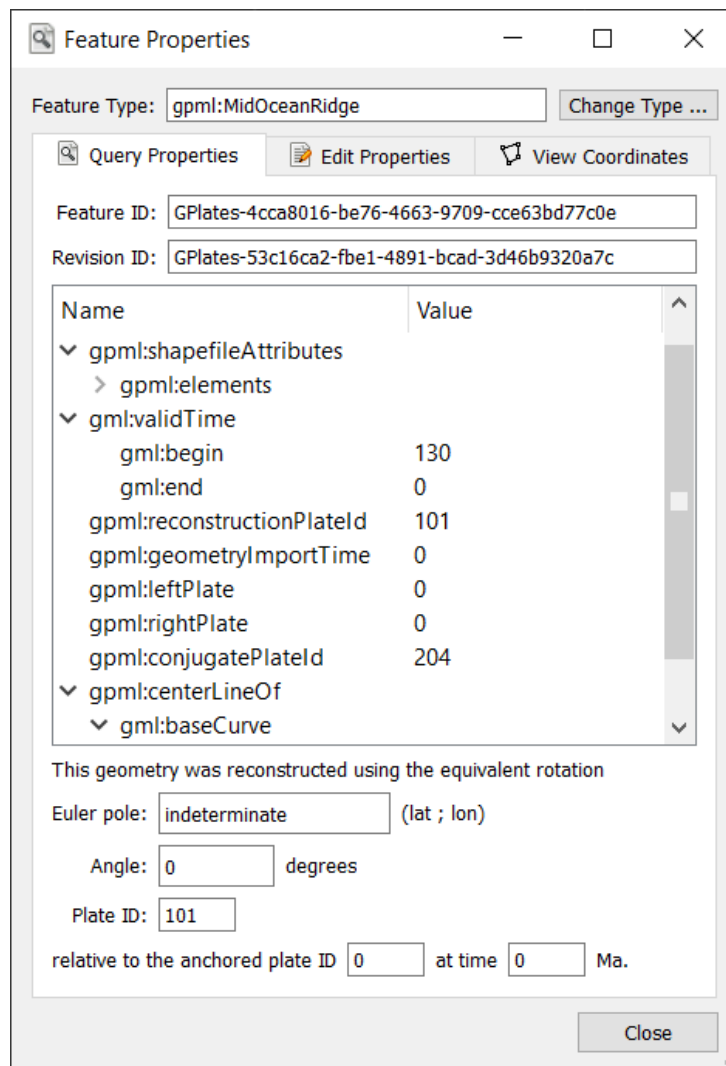 Feature Properties
Feature Type: gpml:MidOceanRidge Change Type ...
Query Properties Edit Properties View Coordinates
Feature ID: GPlates-4cca8016-be76-4663-9709-cce63bd77c0e
Revision ID: GPlates-53c16ca2-fbe1-4891-bcad-3d46b9320a7c
Name Value
gpml:shapefileAttributes
gpml:elements
gml:validTime
gml:begin 130
gml:end 0
gpml:reconstructionPlateId 101
gpml:geometryImportTime 0
gpml:leftPlate 0
gpml:rightPlate 0
gpml:conjugatePlateId 204
gpml:centerLineOf
gml:baseCurve
This geometry was reconstructed using the equivalent rotation
Euler pole: indeterminate (lat ; lon)
Angle: 0 degrees
Plate ID: 101
relative to the anchored plate ID 0 at time 0 Ma.
Close